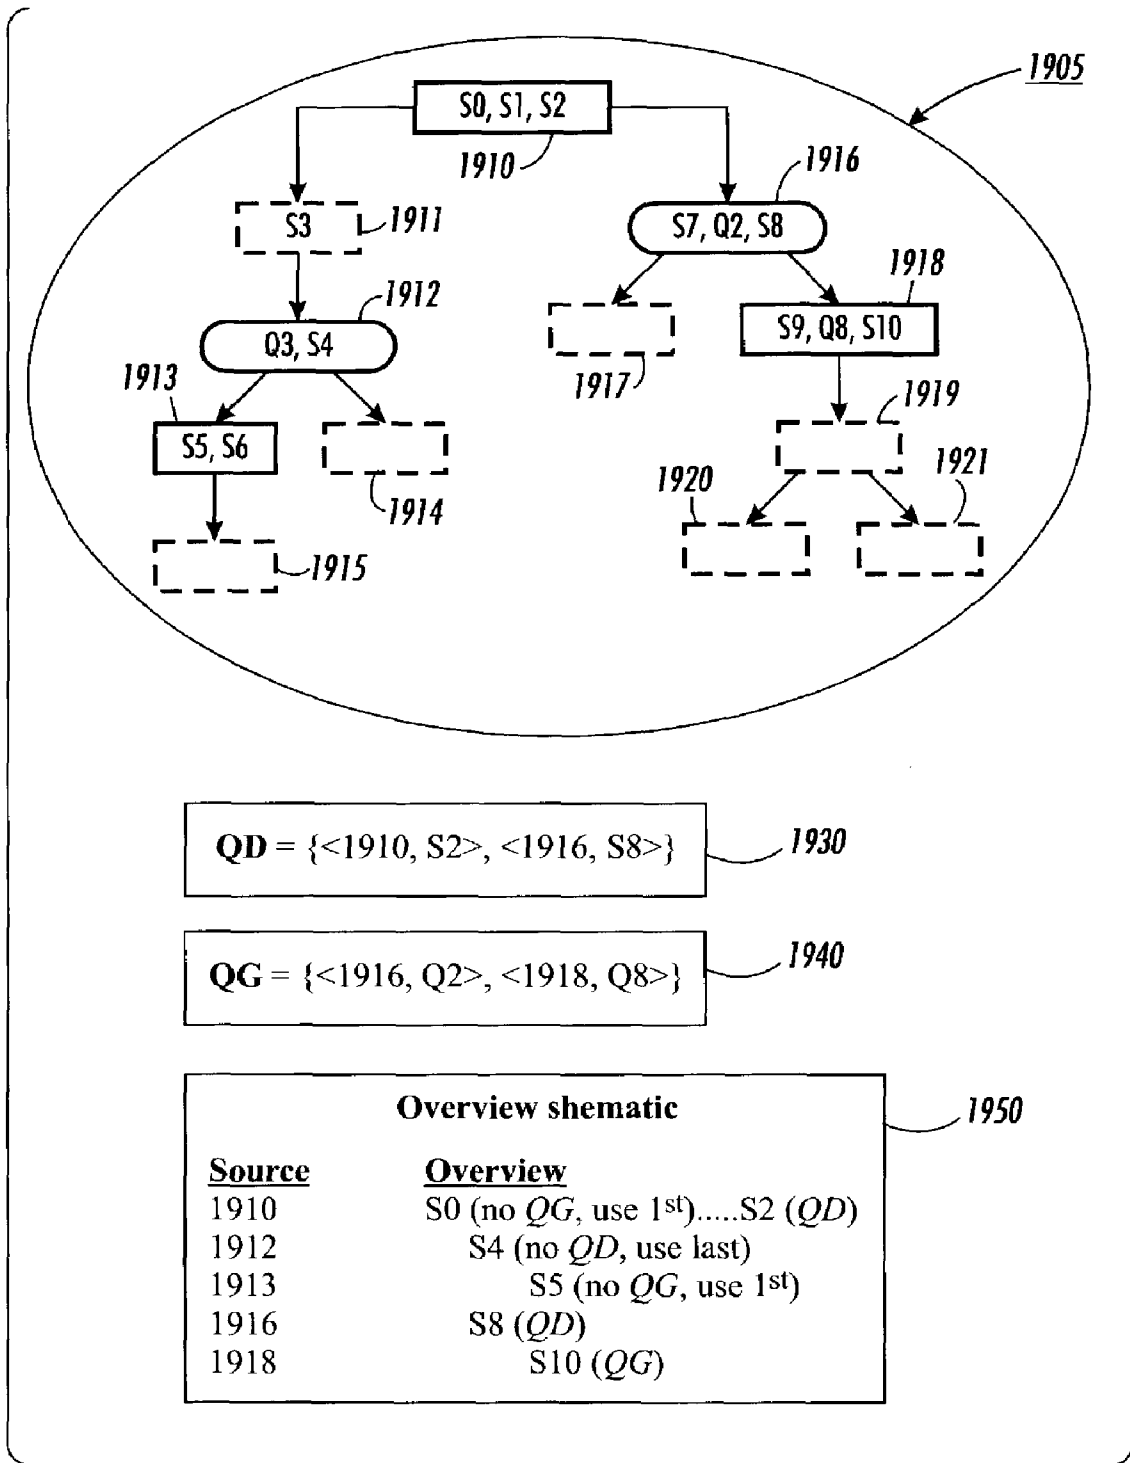 1905
S0, S1, S2
1910
1916
S3
1911
S7, Q2, S8
1918
1912
Q3, S4
S9, Q8, S10
1913
1917
1919
S5, S6
1914
1920
1921
1915
QD = {<1910, S2>, <1916, S8>}
1930
QG = {<1916, Q2>, <1918, Q8>}
1940
Overview shematic
1950
Source Overview
1910 S0 (no QG, use 1st).....S2 (QD)
1912 S4 (no QD, use last)
1913 S5 (no QG, use 1st)
1916 S8 (QD)
1918 S10 (QG)